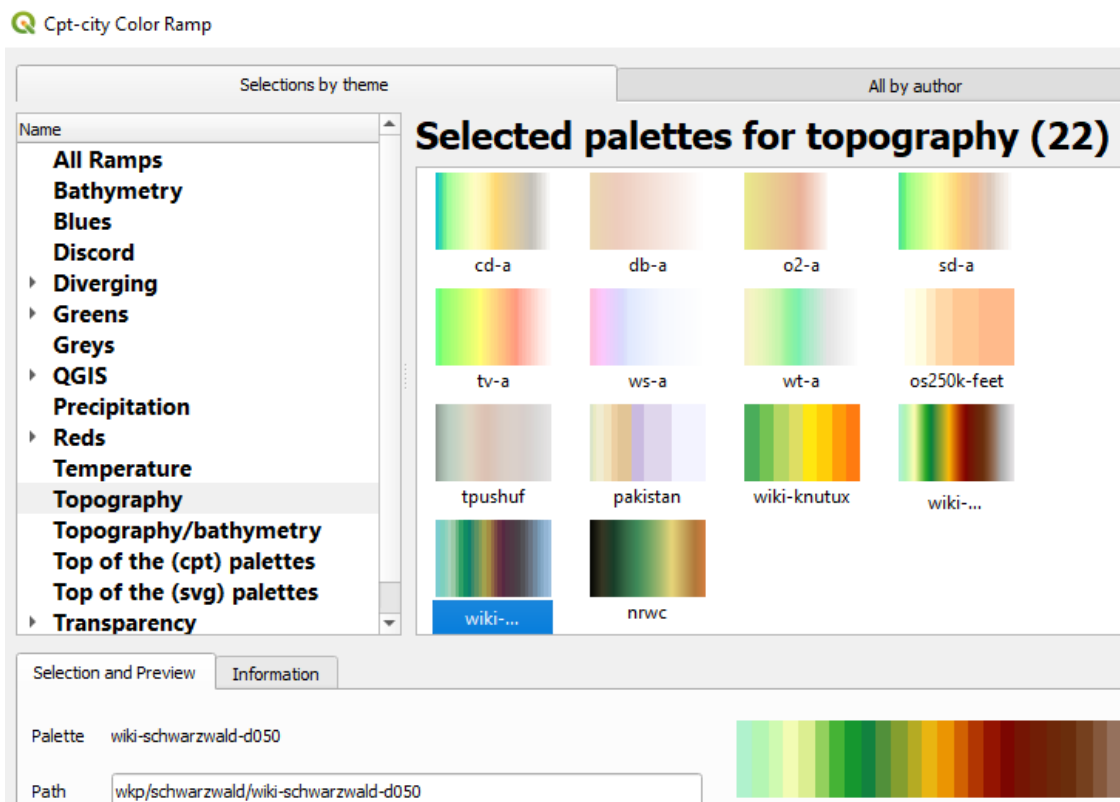 Cpt-city Color Ramp
Selections by theme
All by author
Name
All Ramps
Bathymetry
Blues
Discord
Diverging
Greens
Greys
QGIS
Precipitation
Reds
Temperature
Topography
Topography/bathymetry
Top of the (cpt) palettes
Top of the (svg) palettes
Transparency
Selected palettes for topography (22)
cd-a
db-a
o2-a
sd-a
tv-a
ws-a
wt-a
os250k-feet
tpushuf
pakistan
wiki-knutux
wiki-...
wiki-...
nrwc
Selection and Preview
Information
Palette wiki-schwarzwald-d050
Path wkp/schwarzwald/wiki-schwarzwald-d050